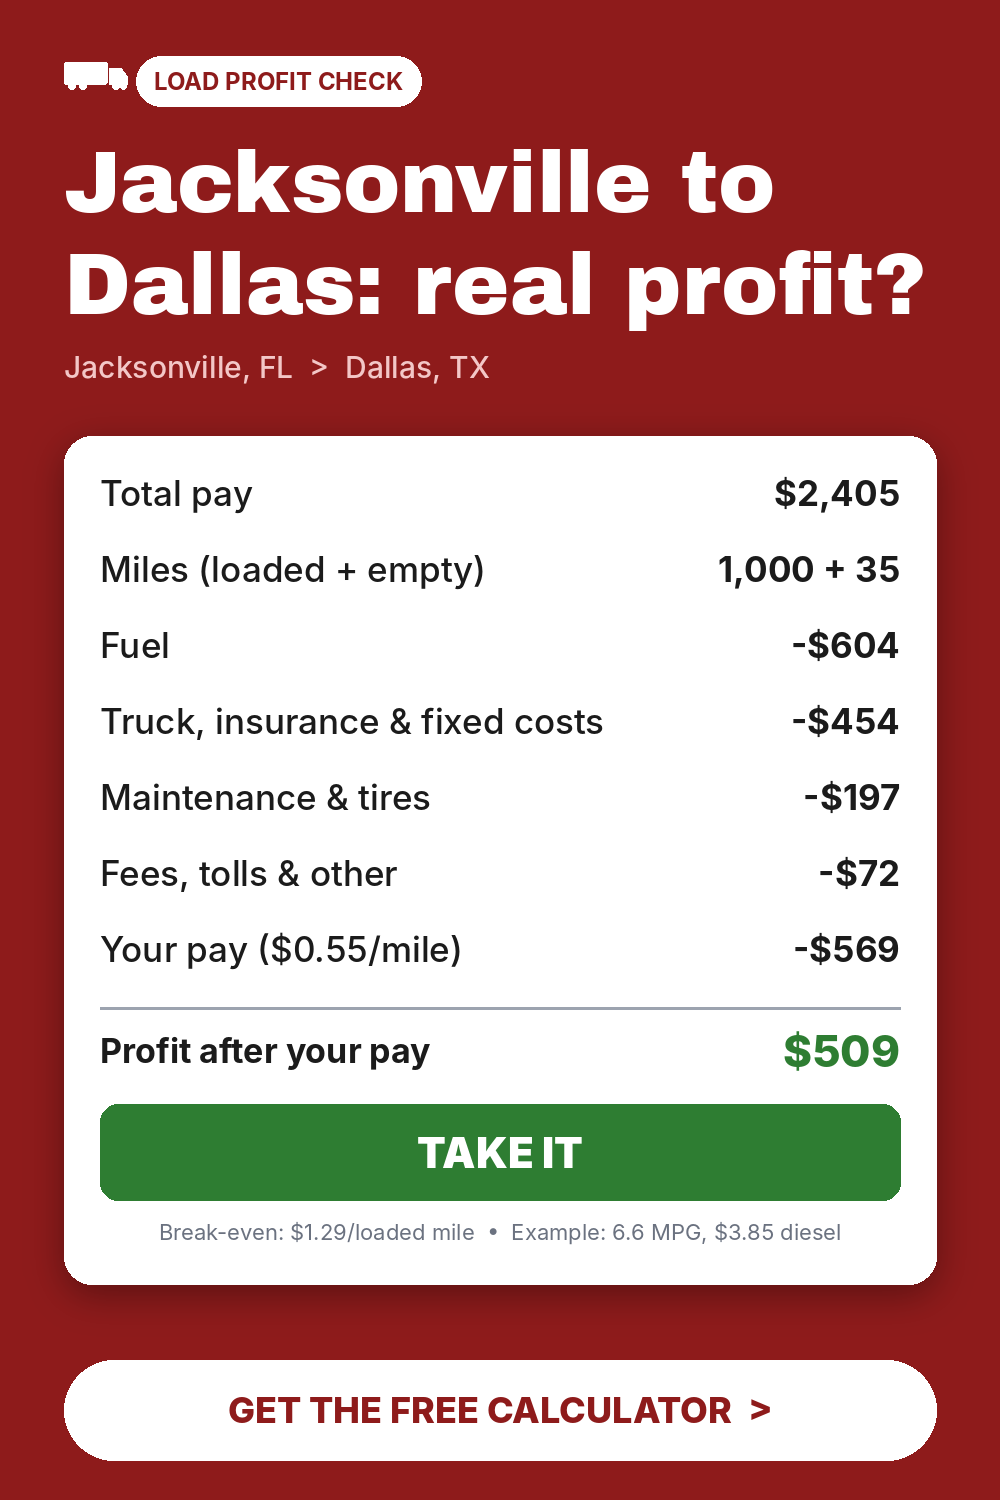 LOAD PROFIT CHECK
Jacksonville to
Dallas: real profit?
Jacksonville, FL > Dallas, TX
Total pay $2,405
Miles (loaded + empty) 1,000 + 35
Fuel -$604
Truck, insurance & fixed costs -$454
Maintenance & tires -$197
Fees, tolls & other -$72
Your pay ($0.55/mile) -$569
Profit after your pay $509
TAKE IT
Break-even: $1.29/loaded mile • Example: 6.6 MPG, $3.85 diesel
GET THE FREE CALCULATOR >